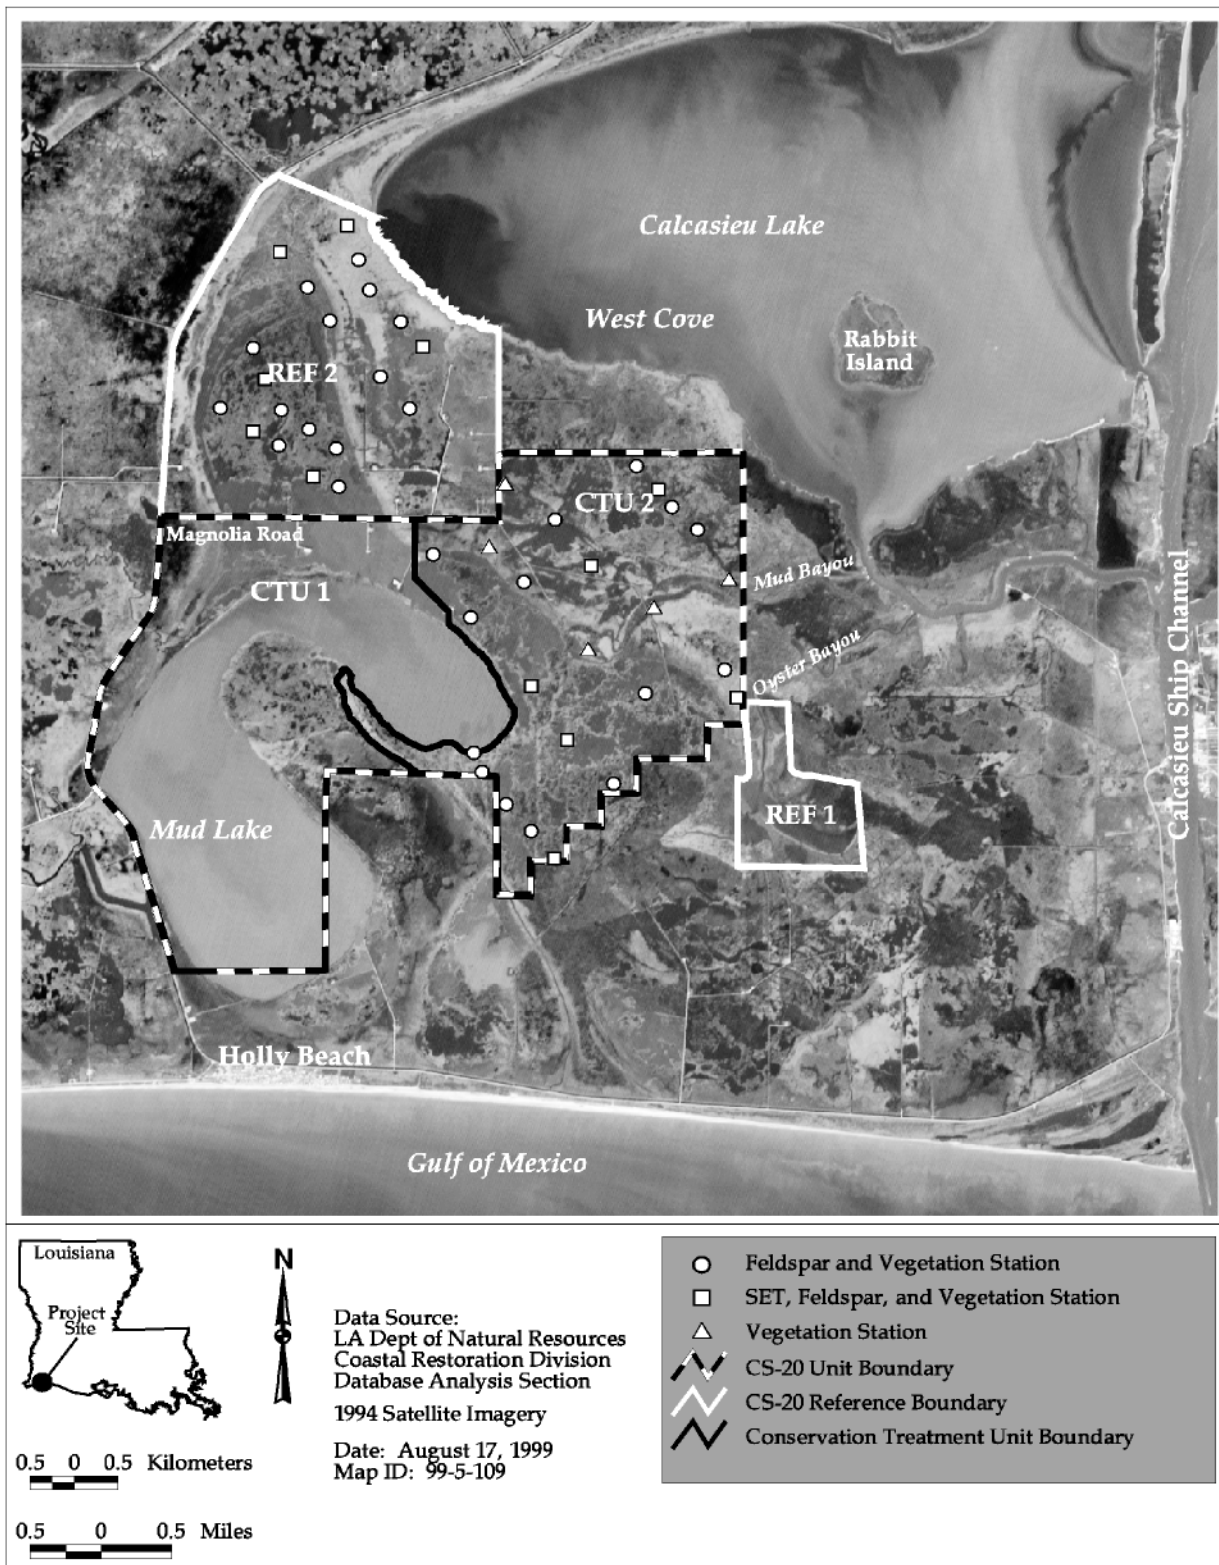 Calcasieu Lake
West Cove
Rabbit
Island
REF 2
CTU 2
Magnolia Road
CTU 1
Mud Bayou
Oyster Bayou
Calcasieu Ship Channel
Mud Lake
REF 1
Holly Beach
Gulf of Mexico
Louisiana
Project
Site
N
0.5 0 0.5 Kilometers
0.5 0 0.5 Miles
Data Source:
LA Dept of Natural Resources
Coastal Restoration Division
Database Analysis Section
1994 Satellite Imagery
Date: August 17, 1999
Map ID: 99-5-109
Feldspar and Vegetation Station
SET, Feldspar, and Vegetation Station
Vegetation Station
CS-20 Unit Boundary
CS-20 Reference Boundary
Conservation Treatment Unit Boundary